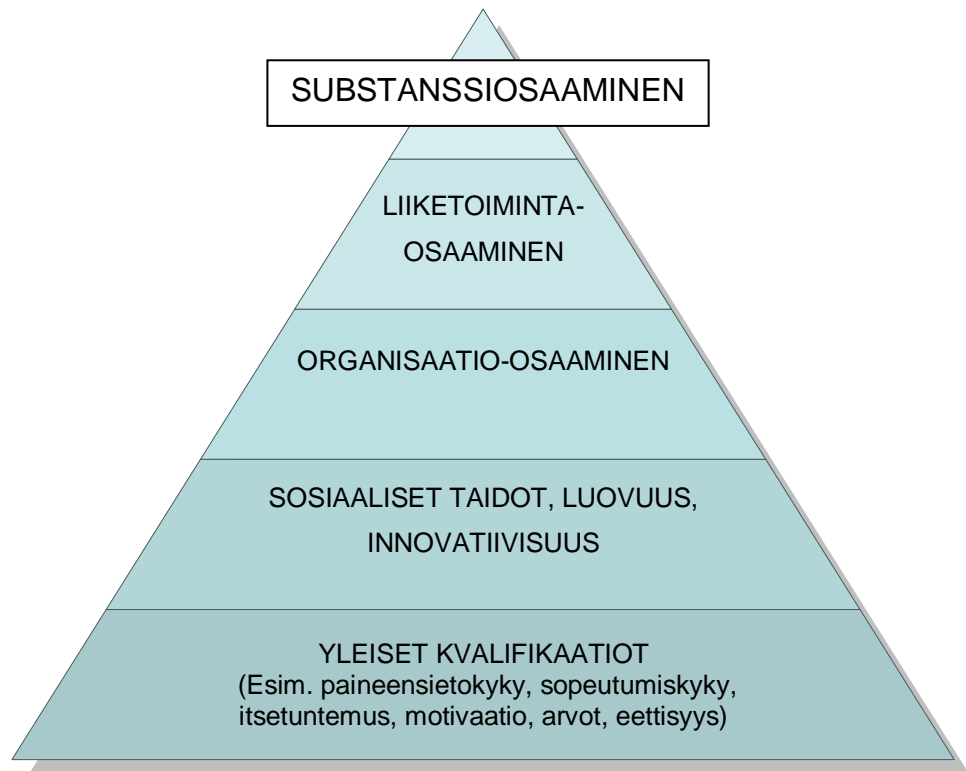 SUBSTANSSIOSAAMINEN
LIIKETOIMINTA-
OSAAMINEN
ORGANISAATIO-OSAAMINEN
SOSIAALISET TAIDOT, LUOVUUS,
INNOVATIIVISUUS
YLEISET KVALIFIKAATIOT
(Esim. paineensietokyky, sopeutumiskyky,
itsetuntemus, motivaatio, arvot, eettisyys)